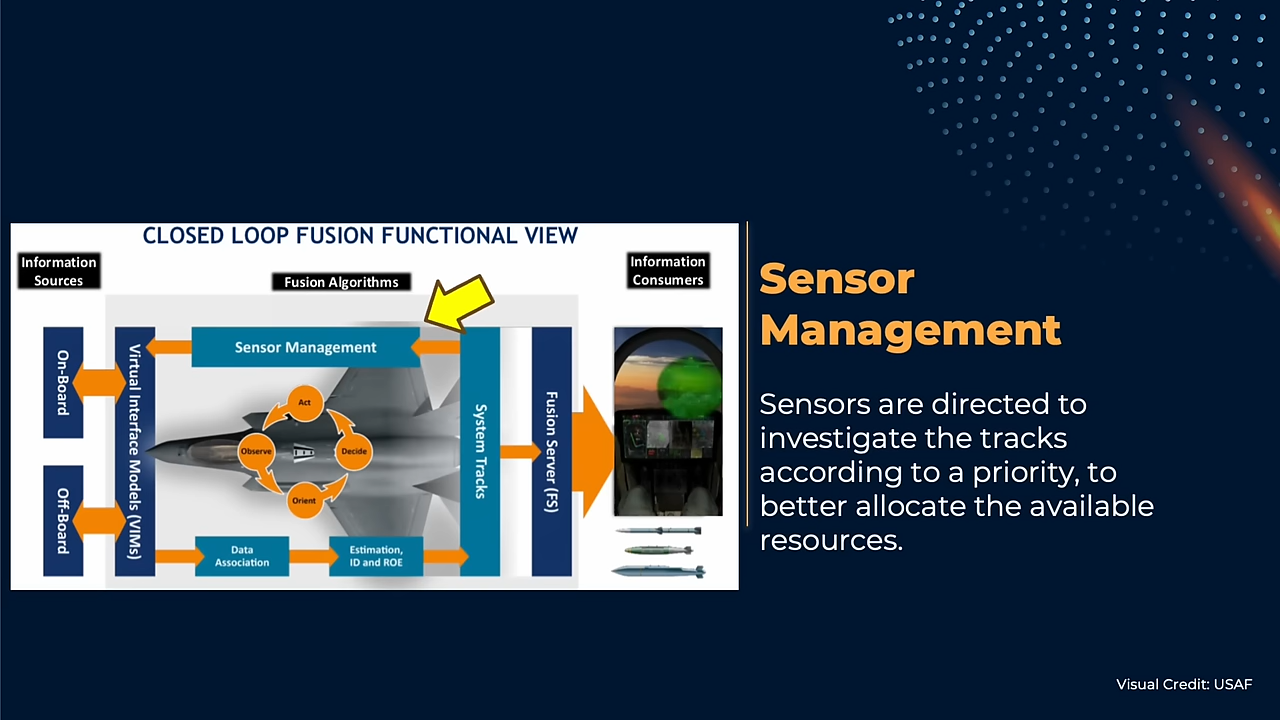 CLOSED LOOP FUSION FUNCTIONAL VIEW
Information
Sources
Fusion Algorithms
Information
Consumers
On-Board
Off-Board
Virtual Interface Models (VIMs)
Sensor Management
Act
Observe
Decide
Orient
Data
Association
Estimation,
ID and ROE
System Tracks
Fusion Server (FS)
Sensor
Management
Sensors are directed to
investigate the tracks
according to a priority, to
better allocate the available
resources.
Visual Credit: USAF